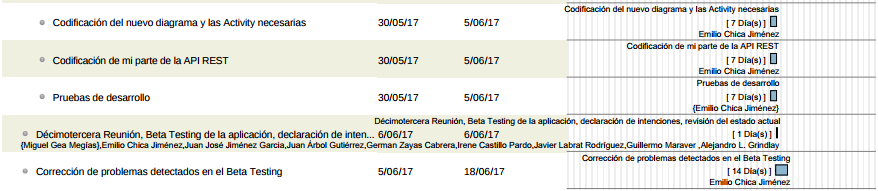 Codificación del nuevo diagrama y las Activity necesarias
Codificación del nuevo diagrama y las Activity necesarias 30/05/17 5/06/17 [ 7 Día(s) ]
Emilio Chica Jiménez
Codificación de mi parte de la API REST
Codificación de mi parte de la API REST 30/05/17 5/06/17 [ 7 Día(s) ]
Emilio Chica Jiménez
Pruebas de desarrollo
Pruebas de desarrollo 30/05/17 5/06/17 [ 7 Día(s) ]
{Emilio Chica Jiménez}
Décimotercera Reunión, Beta Testing de la aplicación, declaración de intenciones, revisión del estado actual
Décimotercera Reunión, Beta Testing de la aplicación, declaración de inten... 6/06/17 6/06/17 [ 1 Día(s) ]
{Miguel Gea Megías},Emilio Chica Jiménez,Juan José Jiménez García,Juan Árbol Gutiérrez,German Zayas Cabrera,Irene Castillo Pardo,Javier Labrat Rodríguez,Guillermo Maraver ,Alejandro L. Grindlay
Corrección de problemas detectados en el Beta Testing
Corrección de problemas detectados en el Beta Testing 5/06/17 18/06/17 [ 14 Día(s) ]
Emilio Chica Jiménez